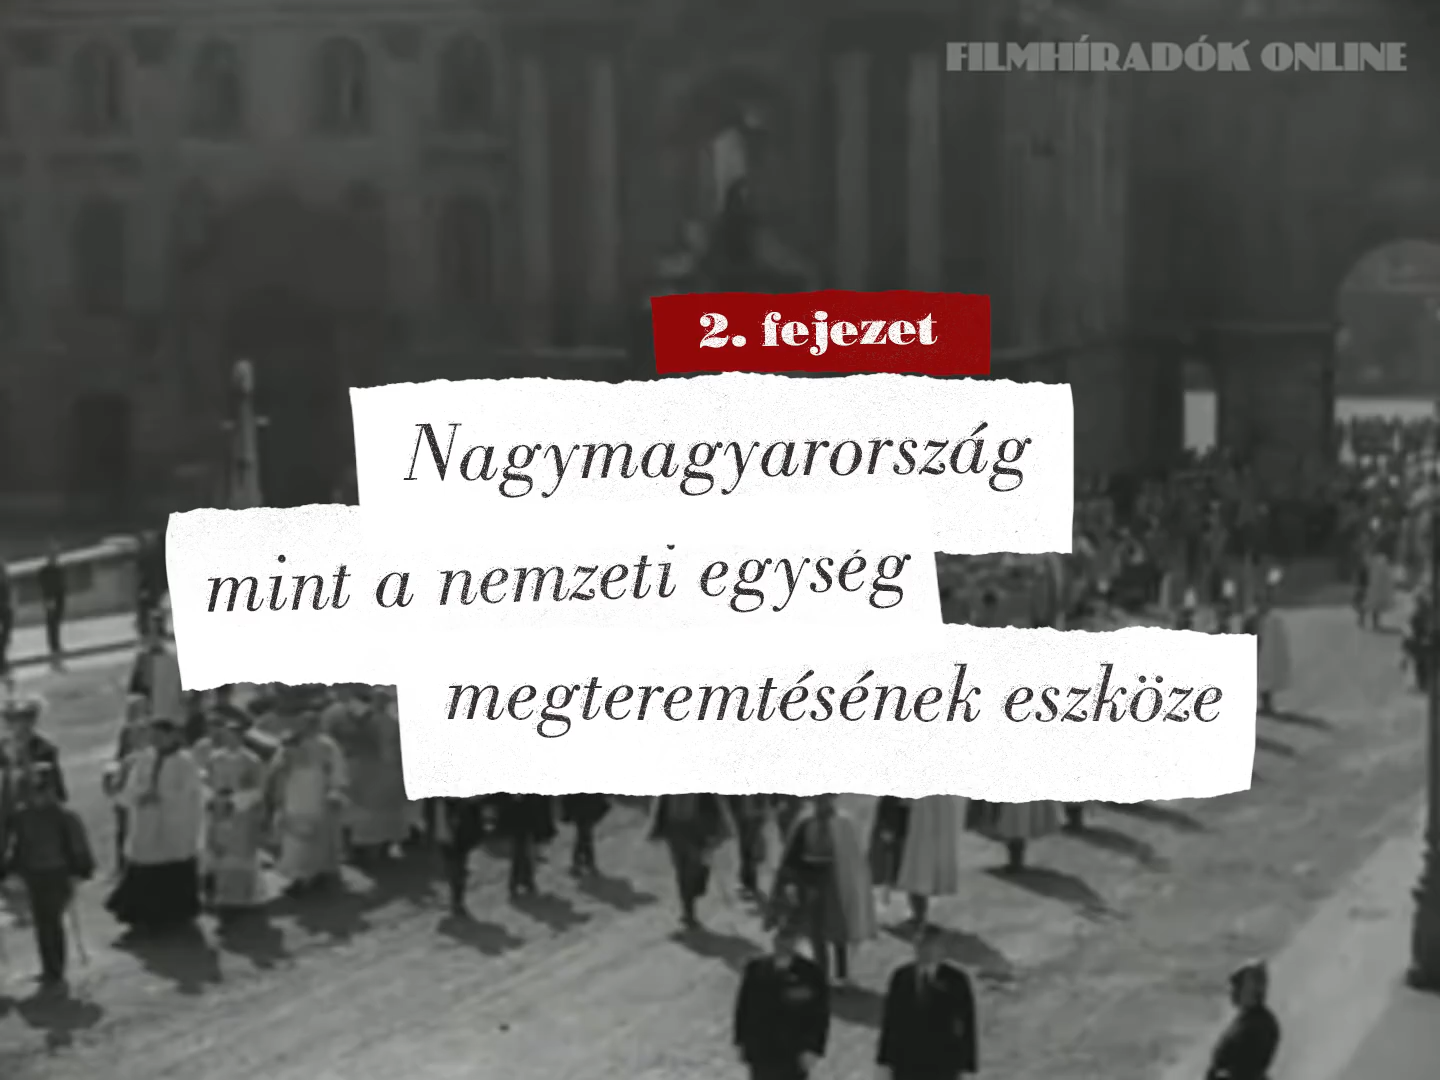 FILMHÍRADÓK ONLINE
2. fejezet
Nagymagyarország
mint a nemzeti egység
megteremtésének eszköze